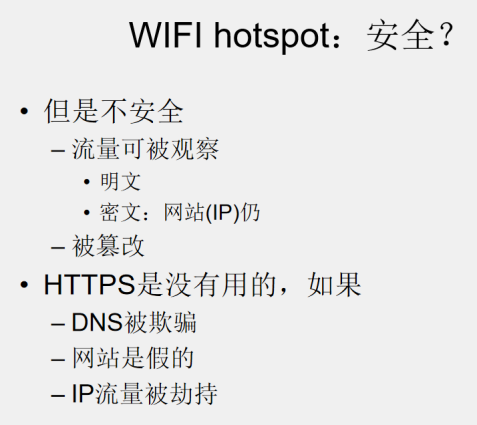 WIFI hotspot：安全？
• 但是不安全
– 流量可被观察
• 明文
• 密文：网站(IP)仍
– 被篡改
• HTTPS是没有用的，如果
– DNS被欺骗
– 网站是假的
– IP流量被劫持